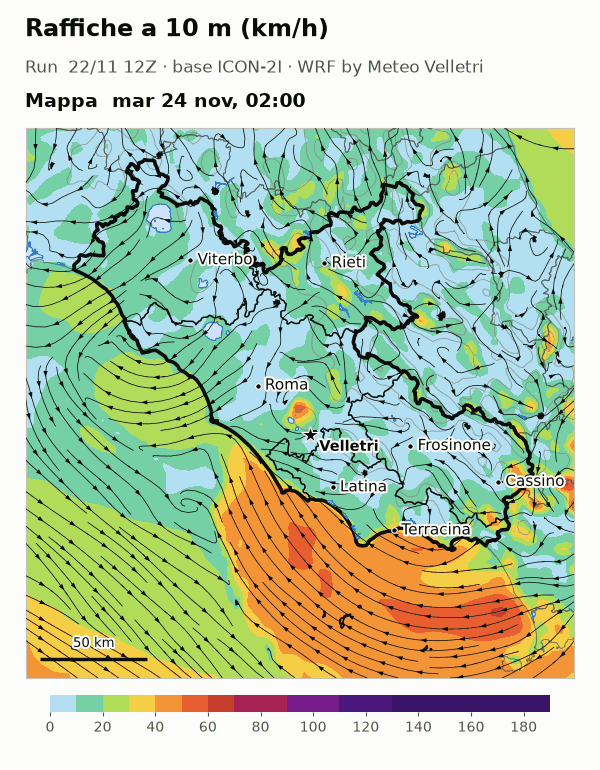 Raffiche a 10 m (km/h)
Run 22/11 12Z · base ICON-2I · WRF by Meteo Velletri
Mappa mar 24 nov, 02:00
Viterbo
Rieti
Roma
Velletri
Frosinone
Latina
Cassino
Terracina
50 km
0 20 40 60 80 100 120 140 160 180